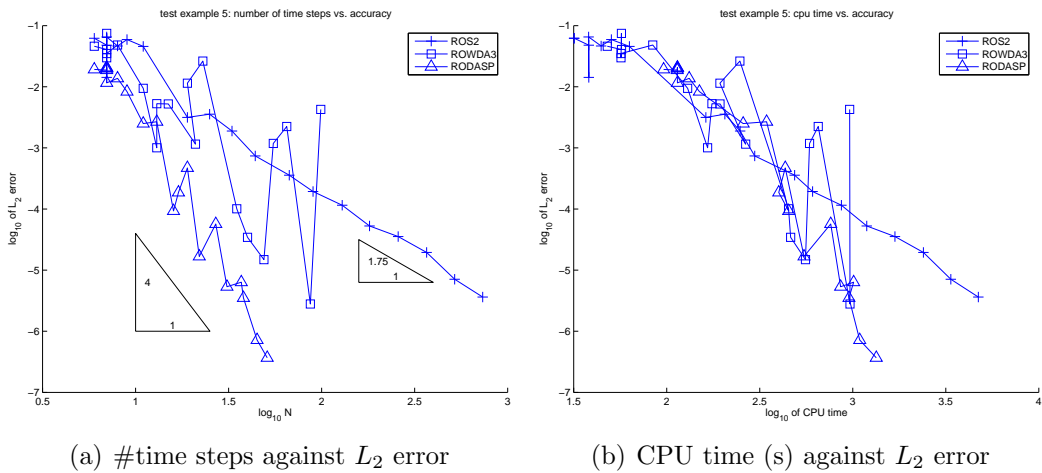 test example 5: number of time steps vs. accuracy
ROS2
ROWDA3
RODASP
−1
−2
−3
−4
−5
−6
−7
4
1
1.75
1
0.5
1
1.5
2
2.5
3
log10 of L2 error
log10 N
(a) #time steps against L2 error
test example 5: cpu time vs. accuracy
ROS2
ROWDA3
RODASP
−1
−2
−3
−4
−5
−6
−7
1.5
2
2.5
3
3.5
4
log10 of L2 error
log10 of CPU time
(b) CPU time (s) against L2 error